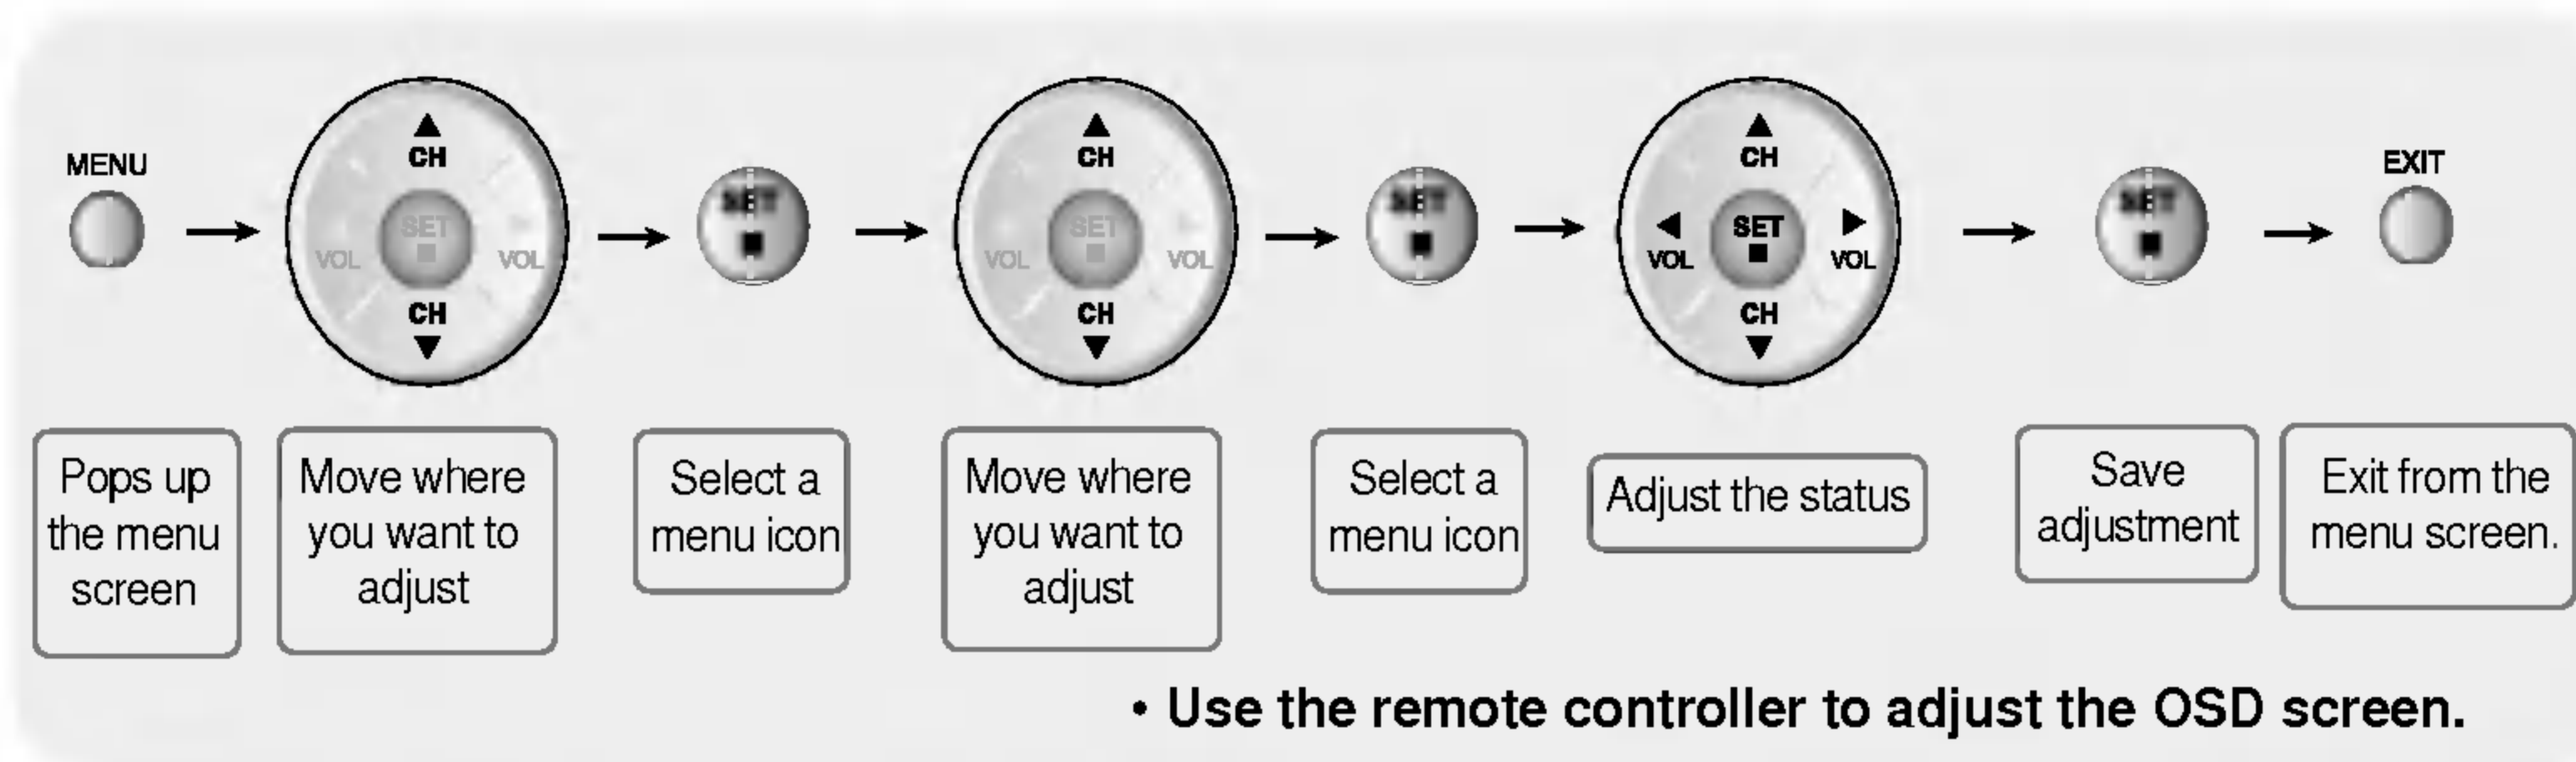 MENU
CH
VOL
SET
VOL
CH
SET
CH
VOL
SET
VOL
CH
SET
CH
VOL
SET
VOL
CH
SET
EXIT
Pops up
the menu
screen
Move where
you want to
adjust
Select a
menu icon
Move where
you want to
adjust
Select a
menu icon
Adjust the status
Save
adjustment
Exit from the
menu screen.
• Use the remote controller to adjust the OSD screen.